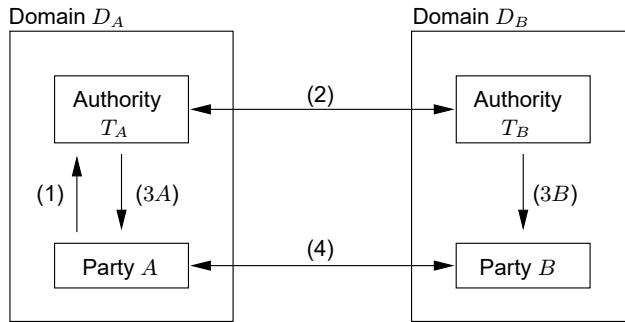 Domain D_A
Domain D_B
Authority
T_A
(2)
Authority
T_B
(1)
(3A)
(3B)
Party A
(4)
Party B